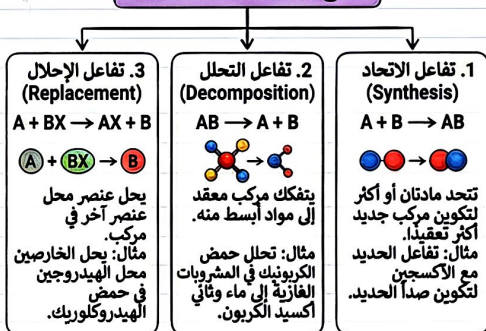 1. تفاعل الاتحاد
(Synthesis)
A + B → AB
تتحد مادتان أو أكثر
لتكوين مركب جديد
أكثر تعقيدًا.
مثال: تفاعل الحديد
مع الأكسجين
لتكوين صدأ الحديد.
2. تفاعل التحلل
(Decomposition)
AB → A + B
يتفكك مركب معقد
إلى مواد أبسط منه.
مثال: تحلل حمض
الكربونيك في المشروبات
الغازية إلى ماء وثاني
أكسيد الكربون.
3. تفاعل الإحلال
(Replacement)
A + BX → AX + B
A + BX → B
يحل عنصر محل
عنصر آخر في
مركب.
مثال: يحل الخارصين
محل الهيدروجين
في حمض
الهيدروكلوريك.